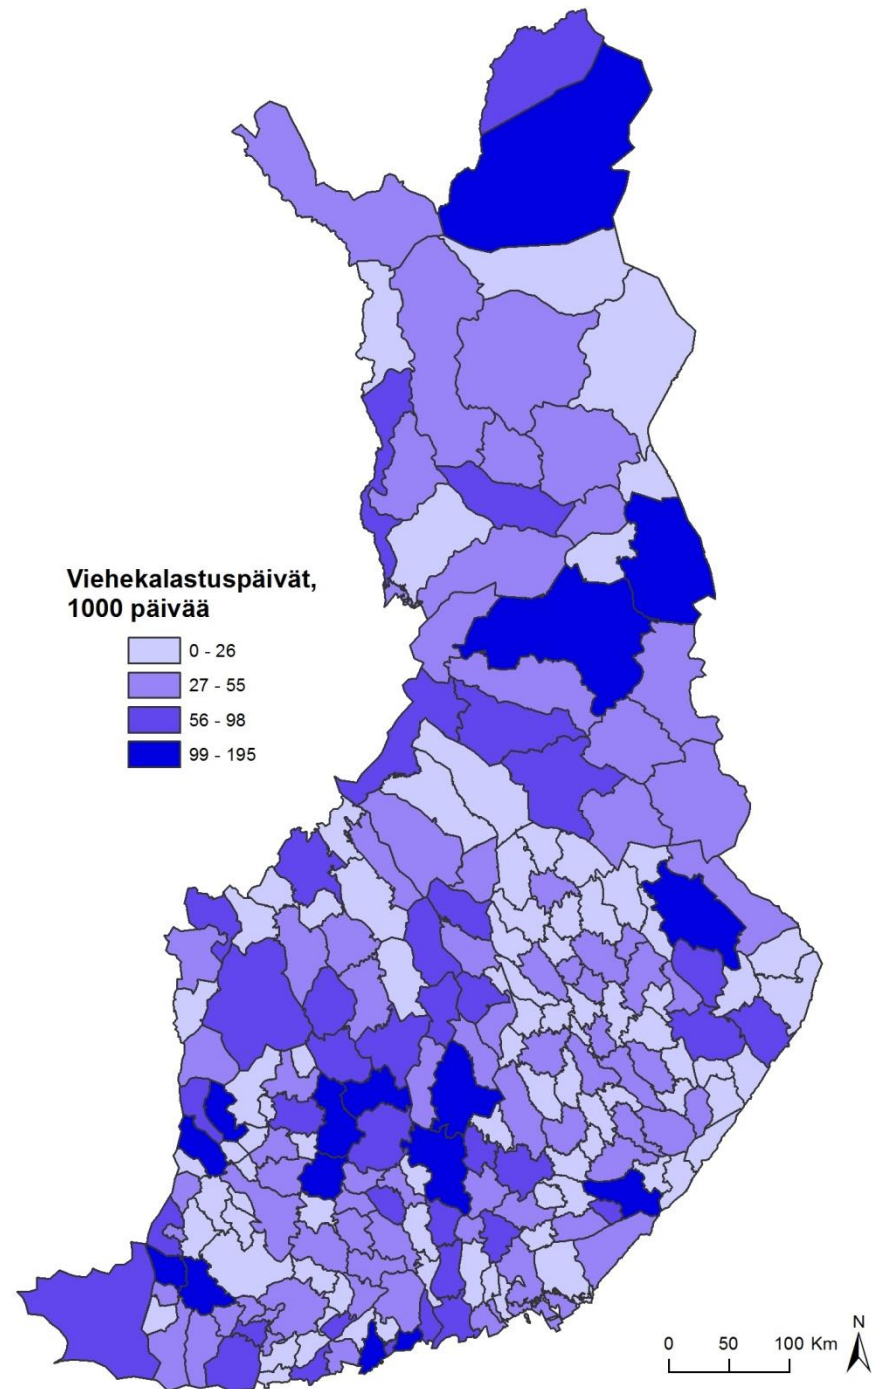 Viehekalastuspäivät,
1000 päivää
0 - 26
27 - 55
56 - 98
99 - 195
N
0 50 100 Km